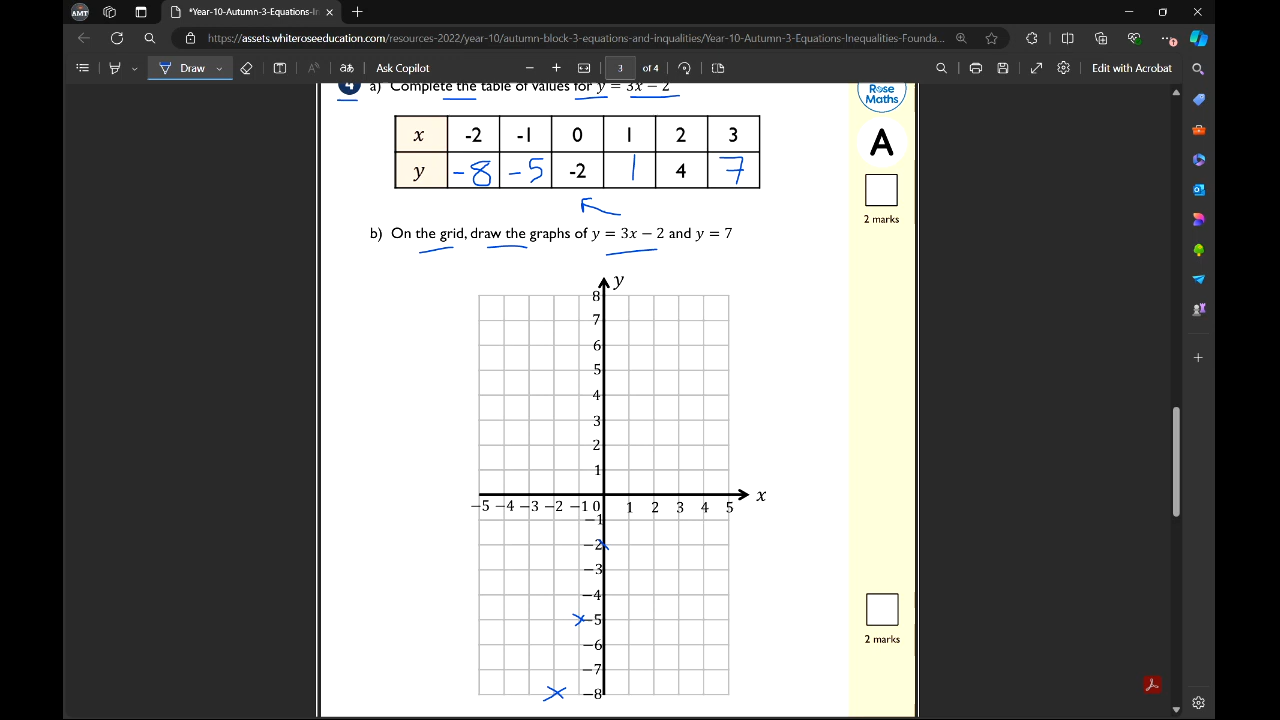 AMT
*Year-10-Autumn-3-Equations-In
https://assets.whiteroseeducation.com/resources-2022/year-10/autumn-block-3-equations-and-inqualities/Year-10-Autumn-3-Equations-Inequalities-Founda...
Draw
Ask Copilot
3 of 4
Edit with Acrobat
4 a) Complete the table of values for y = 3x − 2
Rose
Maths
x -2 -1 0 1 2 3
y -8 -5 -2 1 4 7
A
2 marks
b) On the grid, draw the graphs of y = 3x − 2 and y = 7
y
8
7
6
5
4
3
2
1
x
−5 −4 −3 −2 −1 0 1 2 3 4 5
−1
−2
−3
−4
−5
−6
−7
−8
2 marks